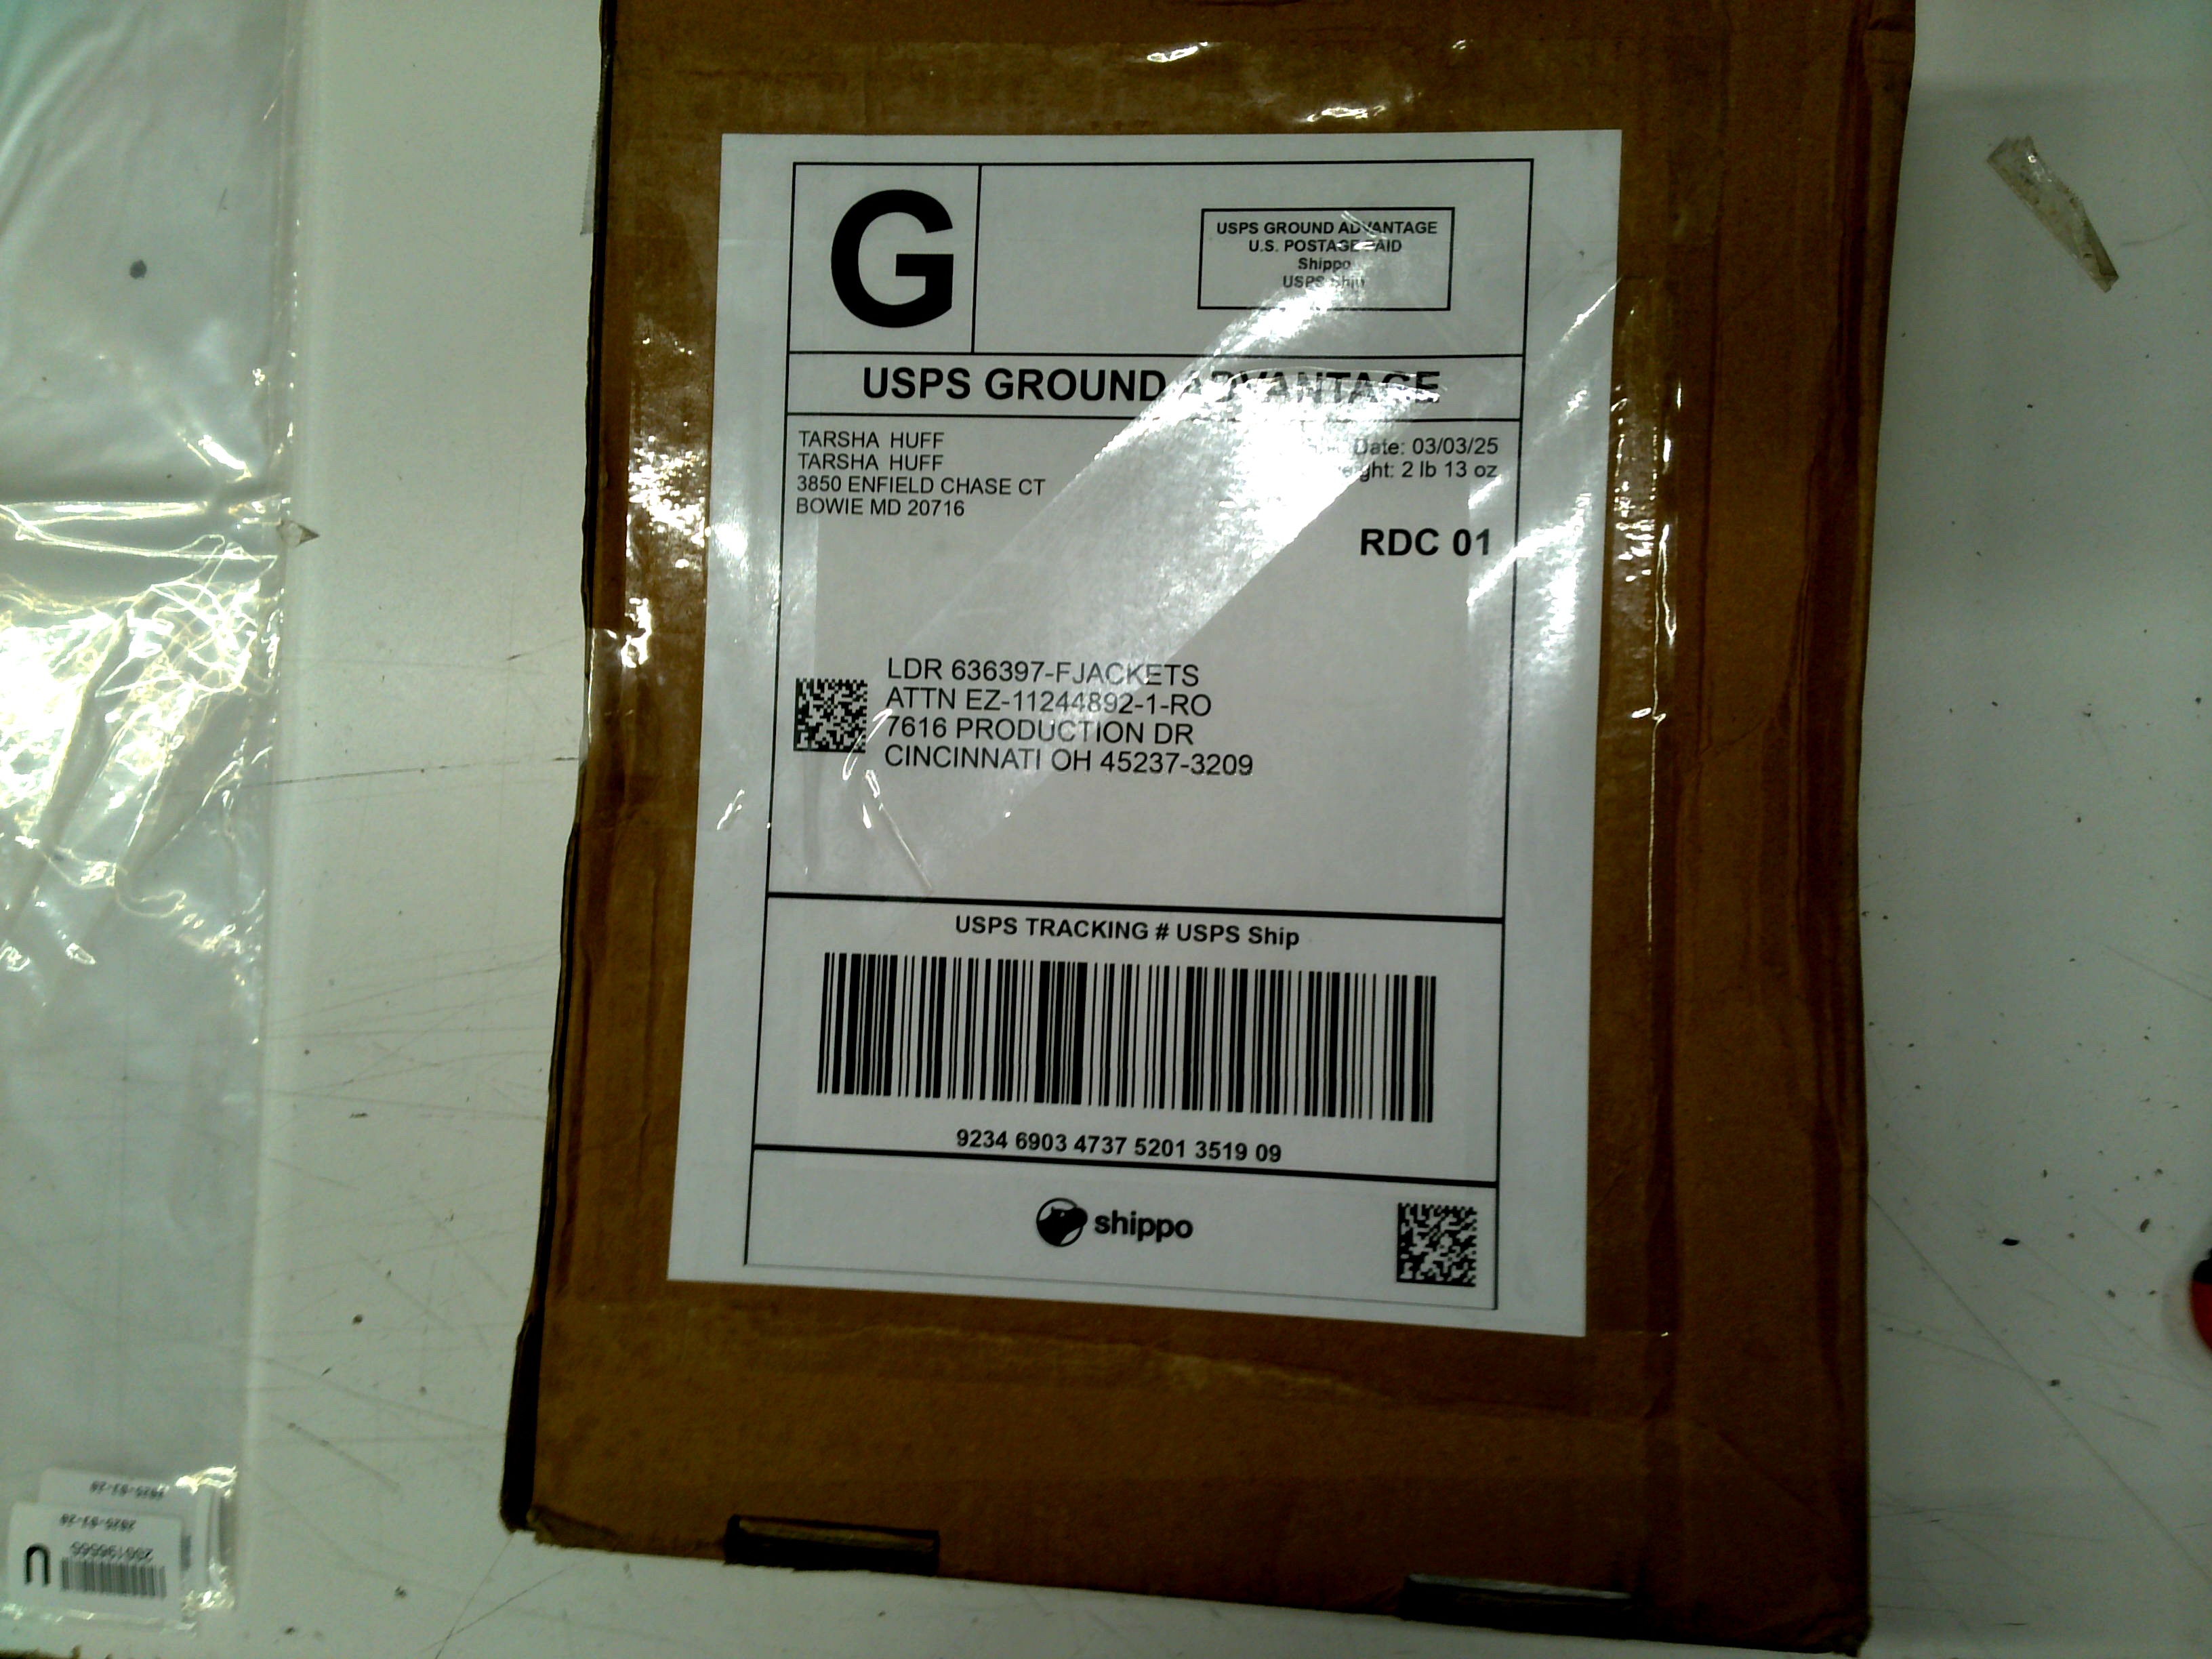 G
USPS GROUND ADVANTAGE
U.S. POSTAGE PAID
Shippo
USPS Ship
USPS GROUND ADVANTAGE
TARSHA HUFF
TARSHA HUFF
3850 ENFIELD CHASE CT
BOWIE MD 20716
Date: 03/03/25
2 lb 13 oz
RDC 01
LDR 636397-FJACKETS
ATTN EZ-11244892-1-RO
7616 PRODUCTION DR
CINCINNATI OH 45237-3209
USPS TRACKING # USPS Ship
9234 6903 4737 5201 3519 09
shippo